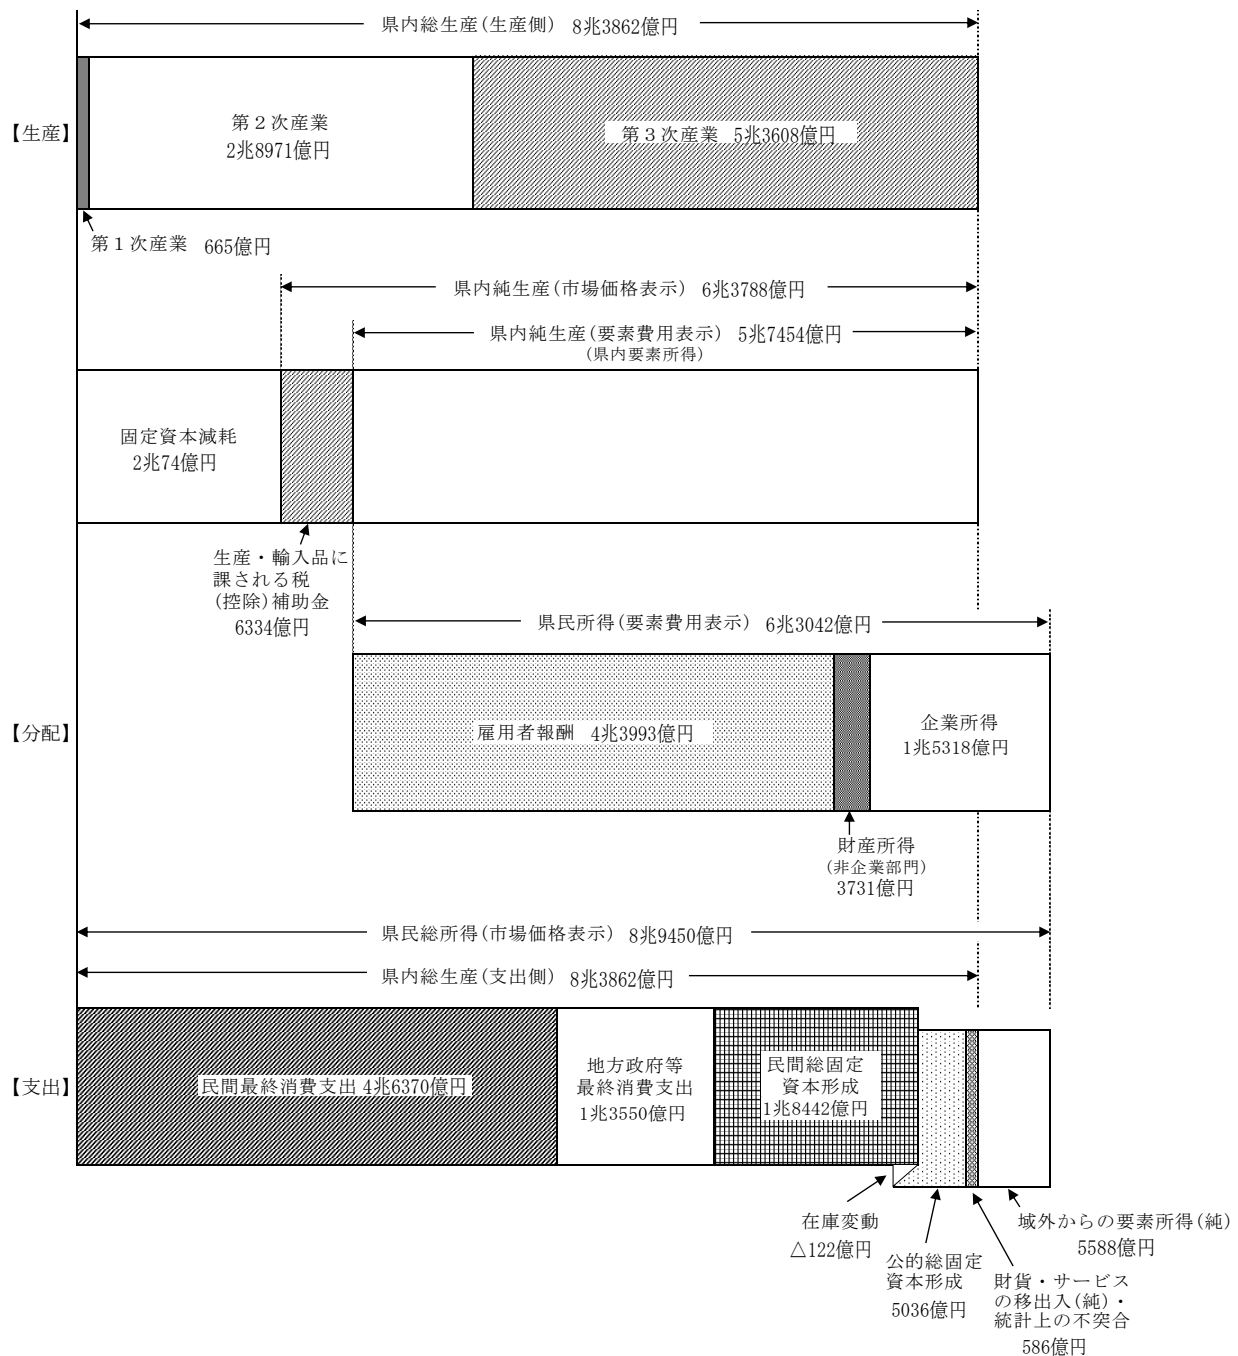 県内総生産(生産側) 8兆3862億円
【生産】
第２次産業
2兆8971億円
第３次産業 5兆3608億円
第１次産業 665億円
県内純生産(市場価格表示) 6兆3788億円
県内純生産(要素費用表示) 5兆7454億円
(県内要素所得)
固定資本減耗
2兆74億円
生産・輸入品に
課される税
(控除)補助金
6334億円
県民所得(要素費用表示) 6兆3042億円
【分配】
雇用者報酬 4兆3993億円
企業所得
1兆5318億円
財産所得
(非企業部門)
3731億円
県民総所得(市場価格表示) 8兆9450億円
県内総生産(支出側) 8兆3862億円
【支出】
民間最終消費支出 4兆6370億円
地方政府等
最終消費支出
1兆3550億円
民間総固定
資本形成
1兆8442億円
在庫変動
△122億円
公的総固定
資本形成
5036億円
財貨・サービス
の移出入(純)・
統計上の不突合
586億円
域外からの要素所得(純)
5588億円